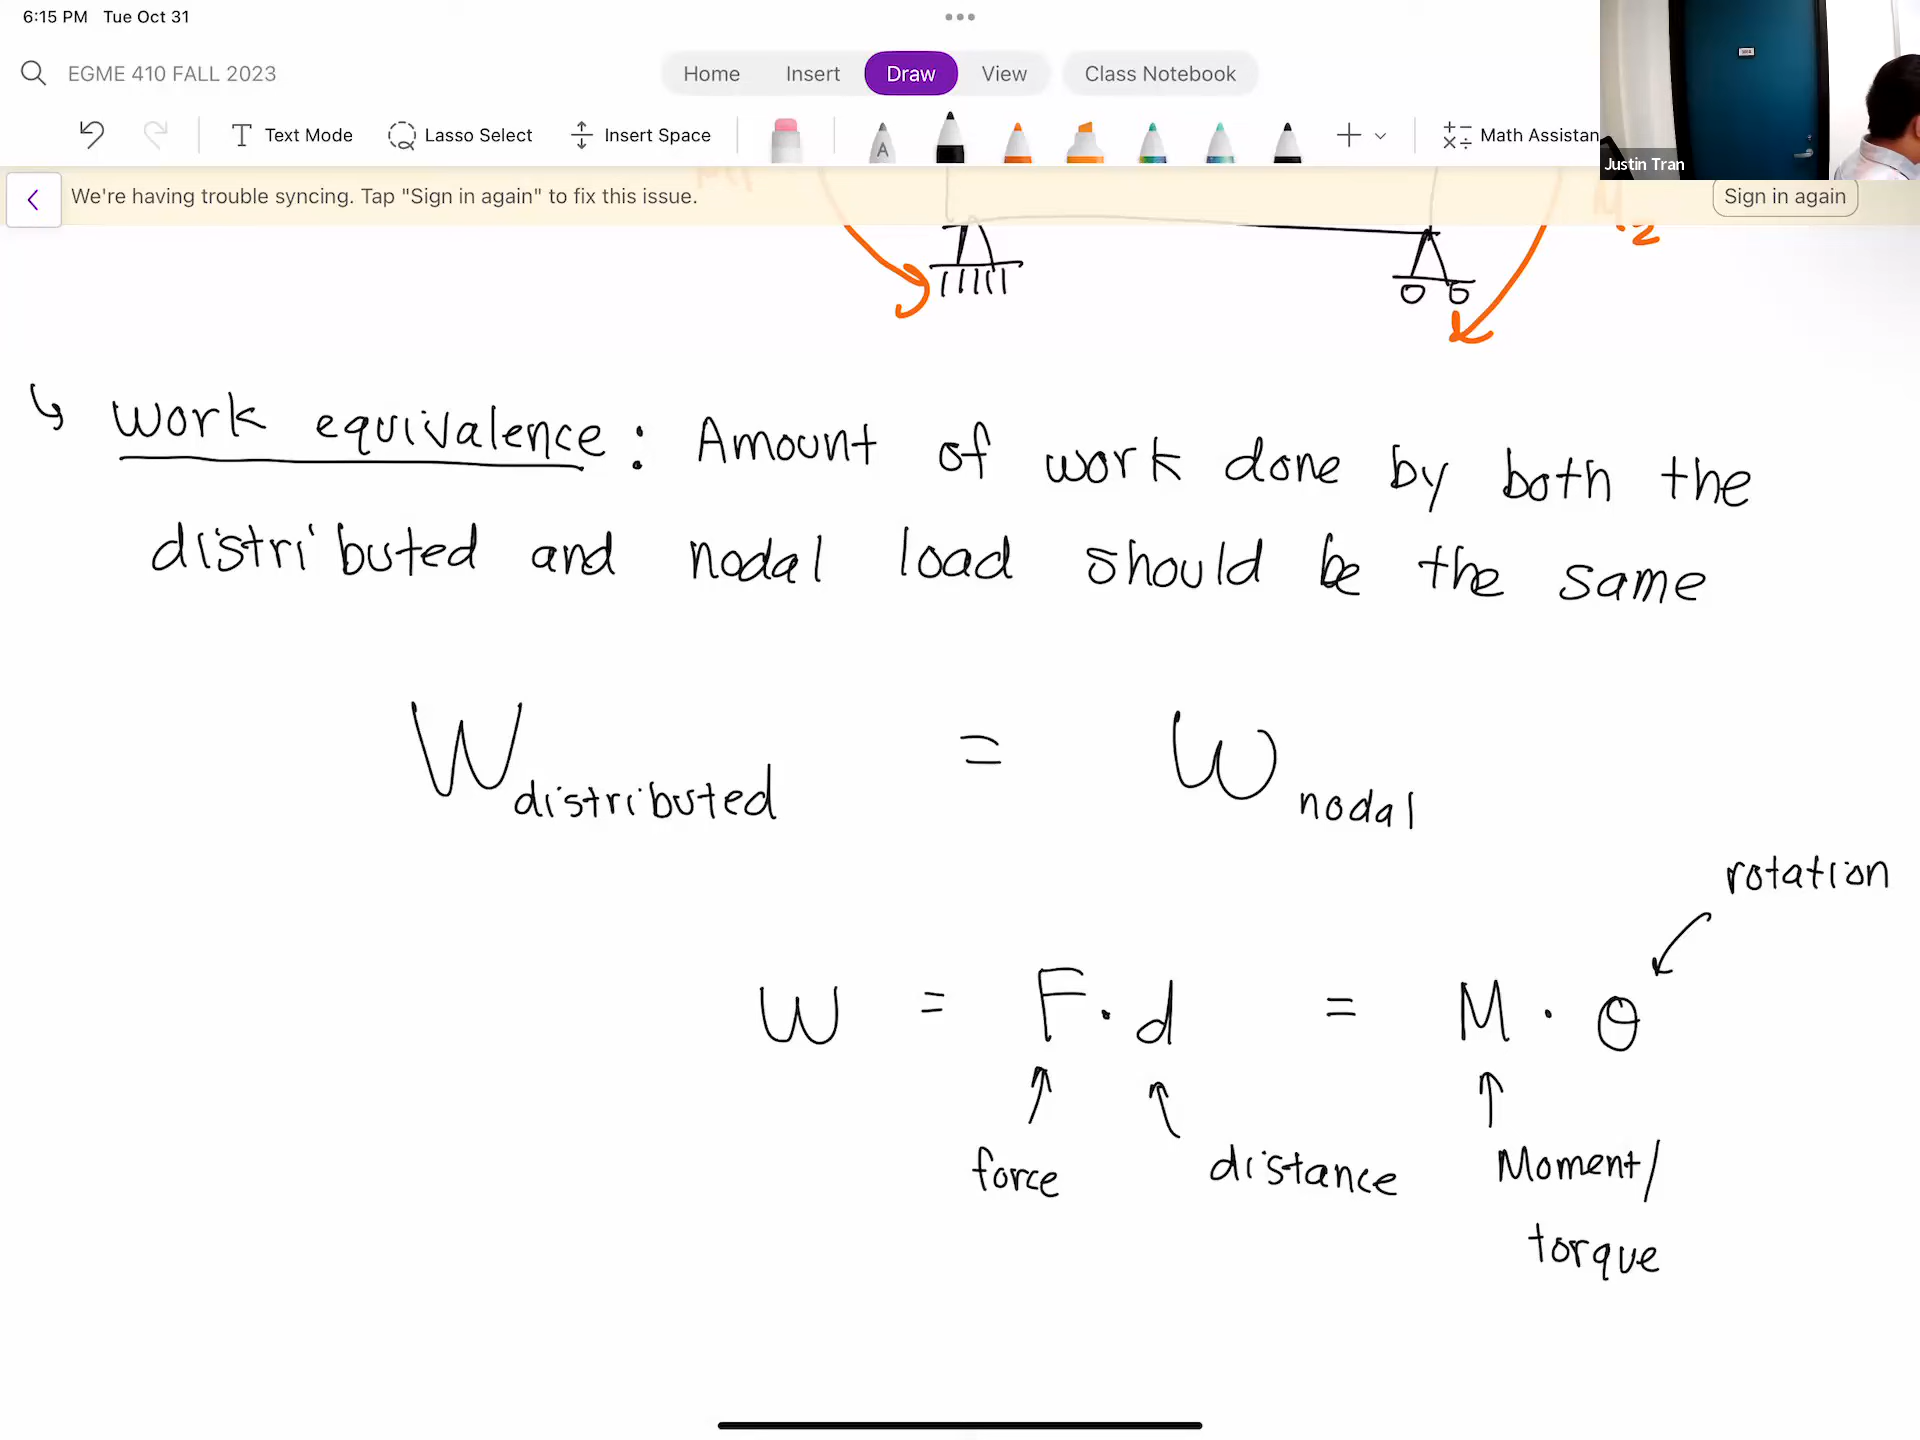 6:15 PM Tue Oct 31
EGME 410 FALL 2023
Home Insert Draw View Class Notebook
Text Mode Lasso Select Insert Space A Math Assistan
Justin Tran
We're having trouble syncing. Tap "Sign in again" to fix this issue. Sign in again
work equivalence: Amount of work done by both the
distributed and nodal load should be the same
W distributed = W nodal
rotation
W = F · d = M · θ
force distance Moment/
torque